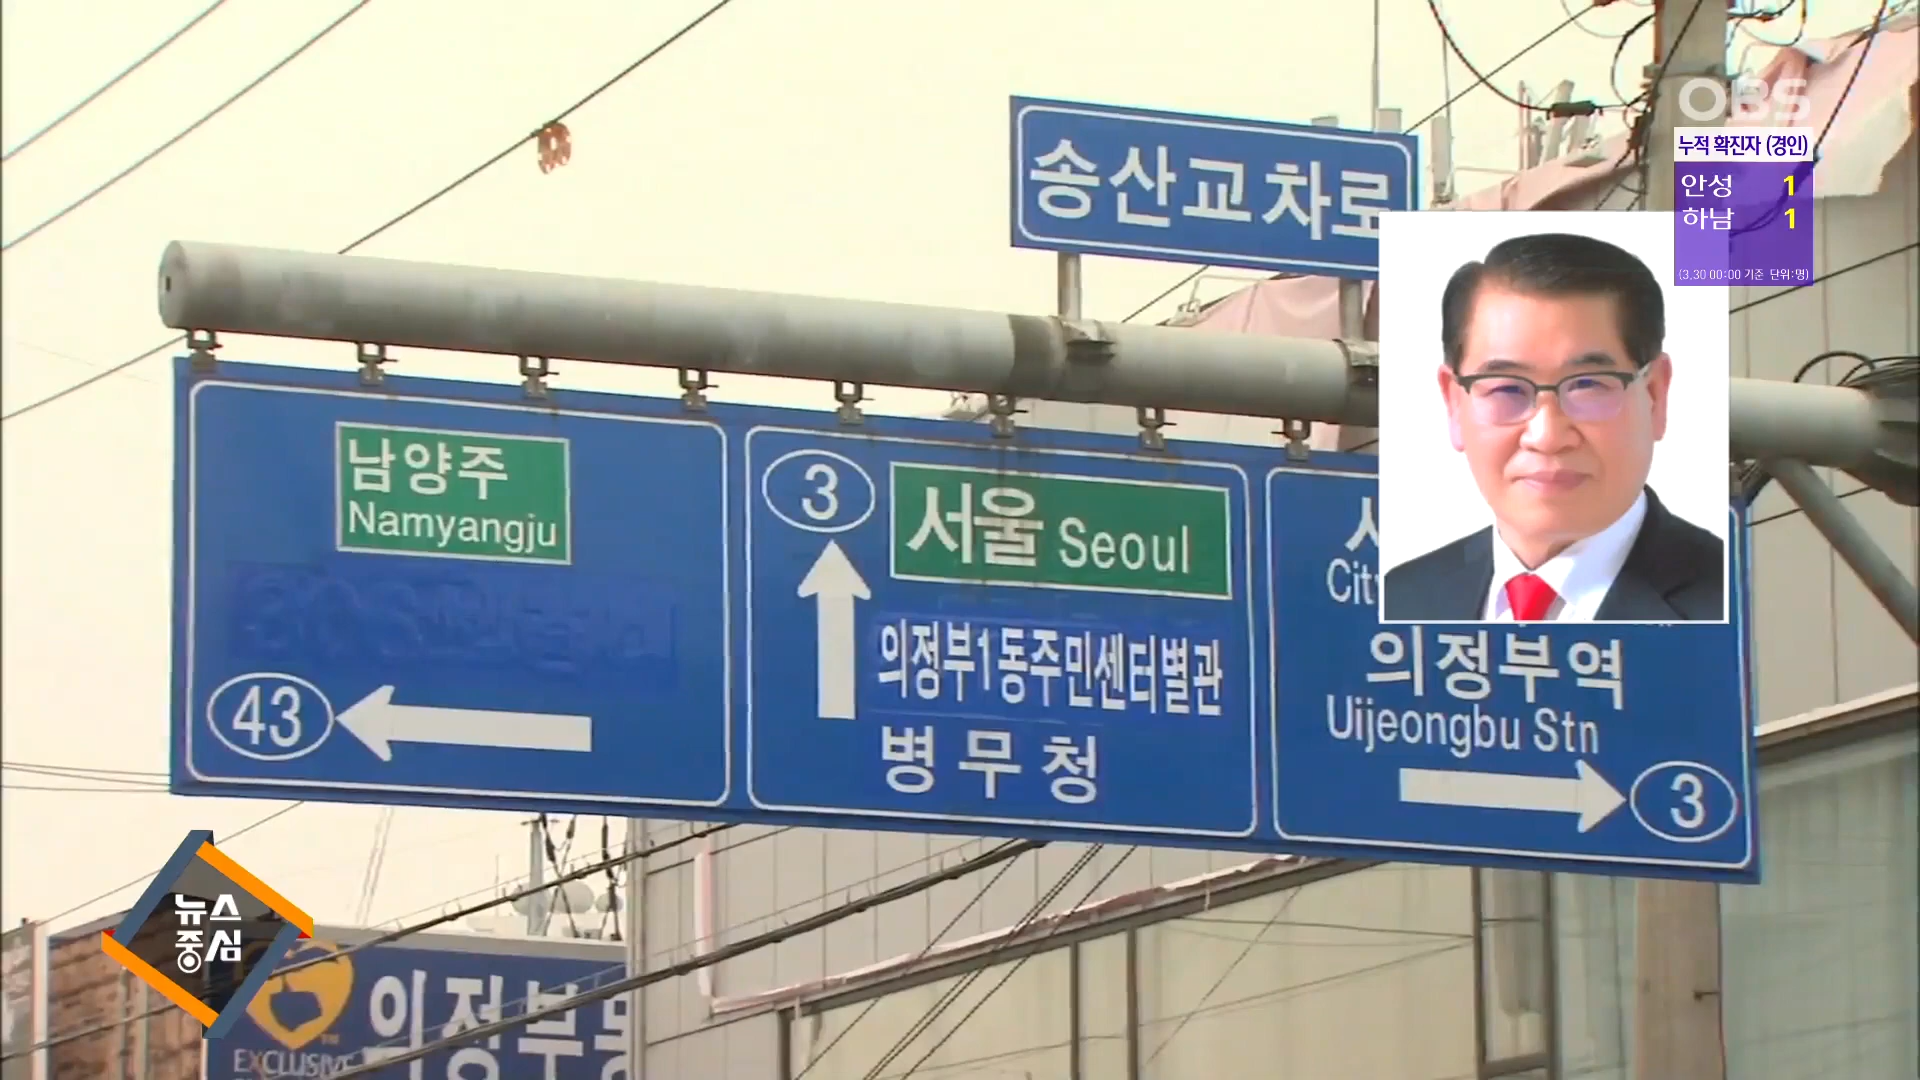 OBS
누적 확진자 (경인)
안성 1
하남 1
(3.30 00:00 기준 단위:명)
송산교차로
남양주
Namyangju
43
3
서울 Seoul
의정부1동주민센터별관
병무청
City
의정부역
Uijeongbu Stn
3
뉴스
중심
의정부
EXCLUSIVE